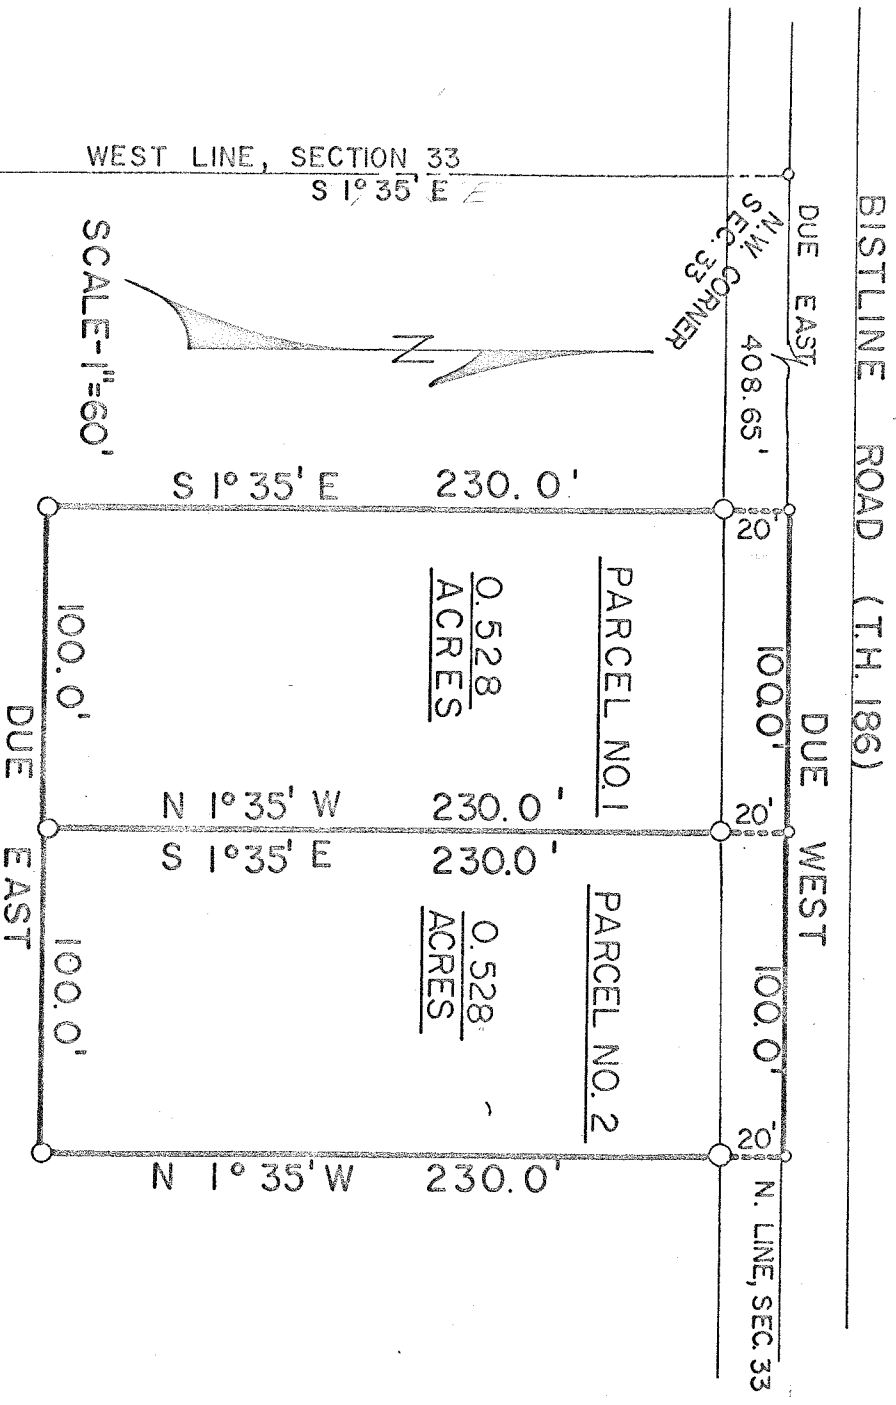 BISTLINE ROAD (T.H. 186)
DUE EAST
408.65'
DUE WEST
N.W. CORNER
SEC. 33
20'
100.0'
20'
100.0'
20'
N. LINE, SEC. 33
WEST LINE, SECTION 33
S 1° 35' E
N
SCALE-1"=60'
S 1° 35' E 230.0'
PARCEL NO. 1
0.528
ACRES
N 1° 35' W 230.0'
S 1° 35' E 230.0'
PARCEL NO. 2
0.528
ACRES
N 1° 35' W 230.0'
100.0'
100.0'
DUE EAST